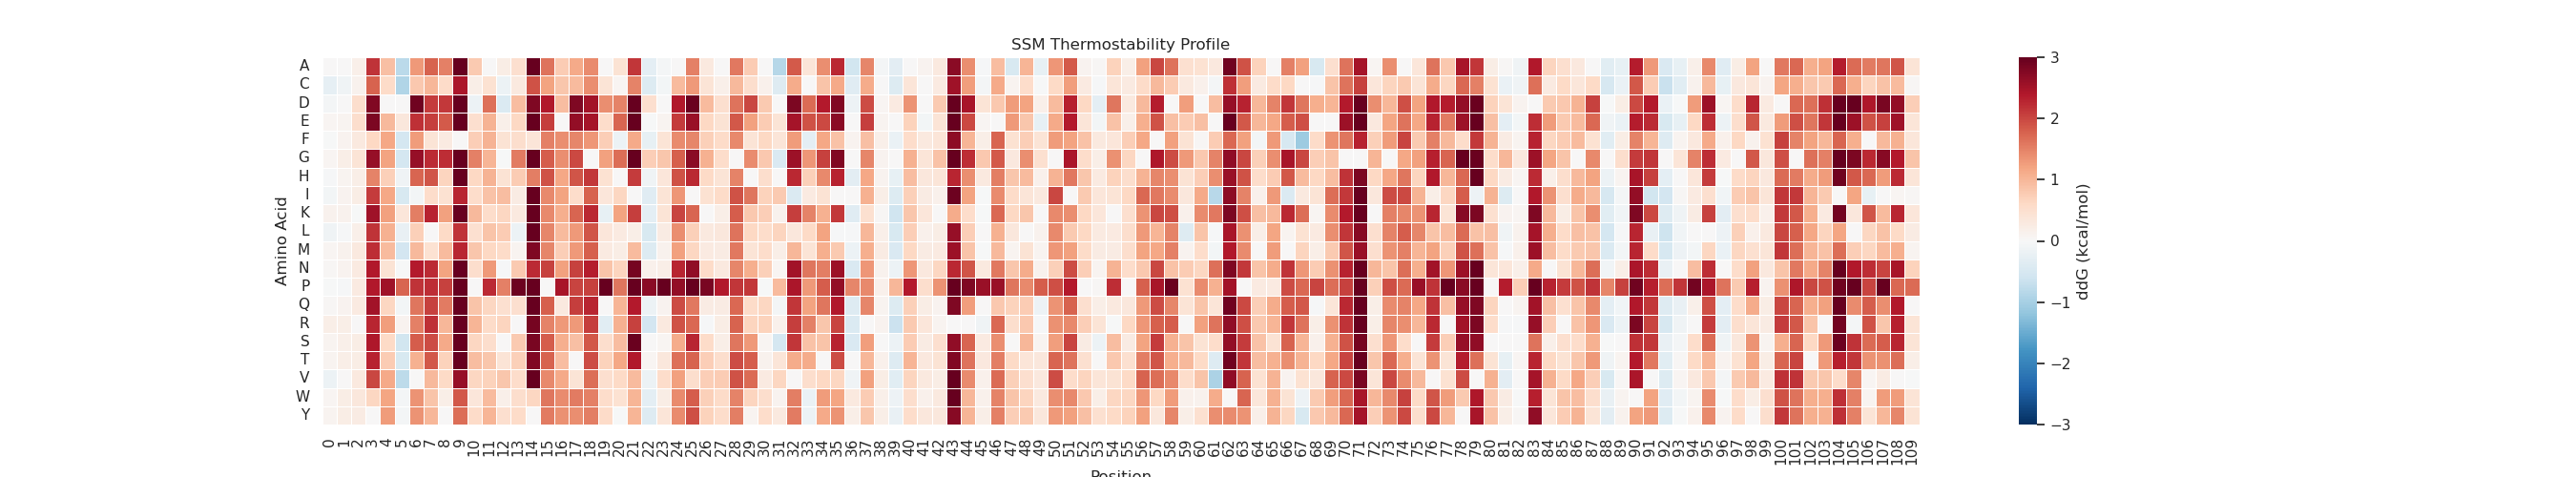 SSM Thermostability Profile
A
C
D
E
F
G
H
I
K
L
M
N
P
Q
R
S
T
V
W
Y
Amino Acid
0 1 2 3 4 5 6 7 8 9 10 11 12 13 14 15 16 17 18 19 20 21 22 23 24 25 26 27 28 29 30 31 32 33 34 35 36 37 38 39 40 41 42 43 44 45 46 47 48 49 50 51 52 53 54 55 56 57 58 59 60 61 62 63 64 65 66 67 68 69 70 71 72 73 74 75 76 77 78 79 80 81 82 83 84 85 86 87 88 89 90 91 92 93 94 95 96 97 98 99 100 101 102 103 104 105 106 107 108 109
Position
3
2
1
0
−1
−2
−3
ddG (kcal/mol)